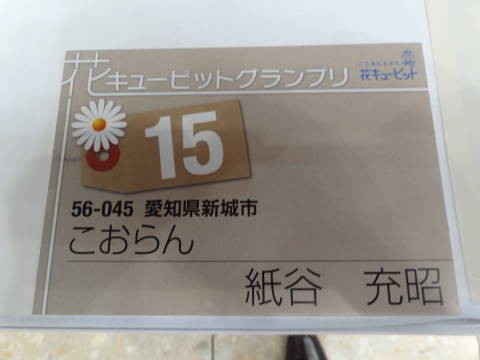 花キューピットグランプリ
花キューピット
15
56-045 愛知県新城市
こおらん
紙谷 充昭